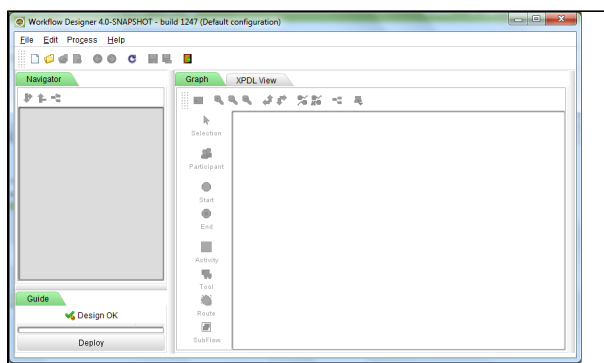 Workflow Designer 4.0-SNAPSHOT - build 1247 (Default configuration)
File Edit Process Help
Navigator
Graph XPDL View
Selection
Participant
Start
End
Activity
Tool
Route
SubFlow
Guide
Design OK
Deploy